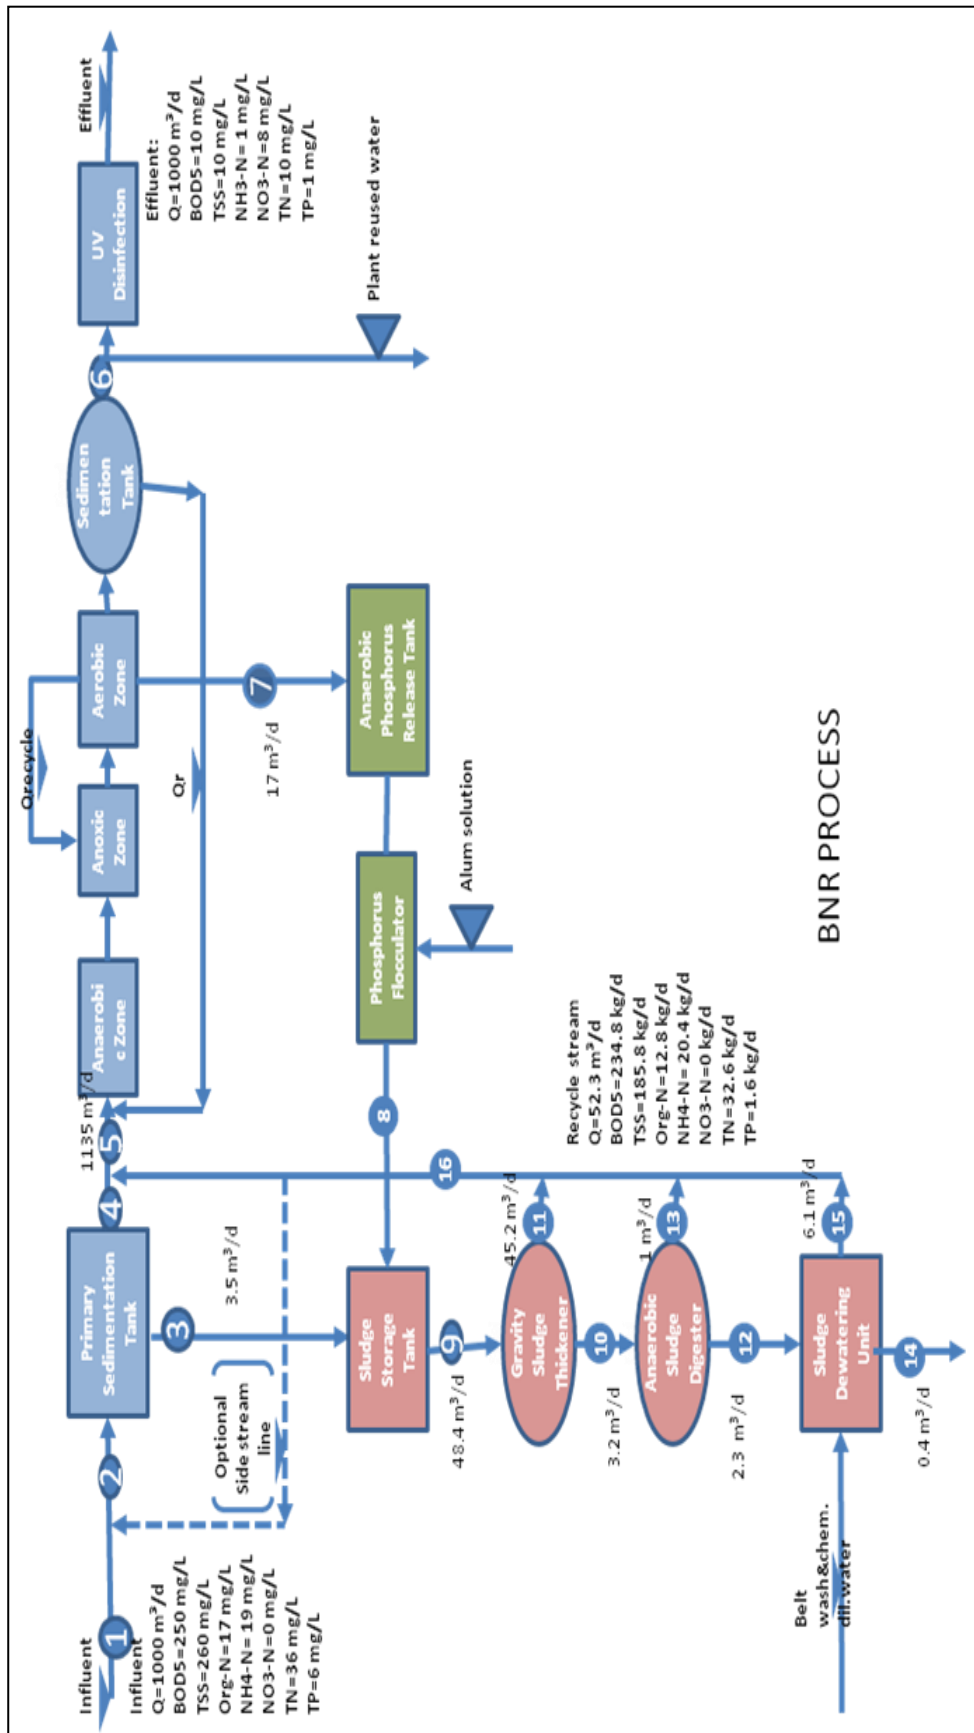 Influent
1
Influent
Q=1000 m³/d
BOD5=250 mg/L
TSS=260 mg/L
Org-N=17 mg/L
NH4-N= 19 mg/L
NO3-N=0 mg/L
TN=36 mg/L
TP=6 mg/L
2
Primary
Sedimentation
Tank
4
5
1135 m³/d
Anaerobi
c Zone
Anoxic
Zone
Qrecycle
Aerobic
Zone
Sedimen
tation
Tank
6
UV
Disinfection
Effluent
Effluent:
Q=1000 m³/d
BOD5=10 mg/L
TSS=10 mg/L
NH3-N= 1 mg/L
NO3-N=8 mg/L
TN=10 mg/L
TP=1 mg/L
Plant reused water
Qr
3
3.5 m³/d
Optional
Side stream
line
7
17 m³/d
Anaerobic
Phosphorus
Release Tank
Phosphorus
Flocculator
Alum solution
8
Sludge
Storage
Tank
9
48.4 m³/d
16
Recycle stream
Q=52.3 m³/d
BOD5=234.8 kg/d
TSS=185.8 kg/d
Org-N=12.8 kg/d
NH4-N= 20.4 kg/d
NO3-N=0 kg/d
TN=32.6 kg/d
TP=1.6 kg/d
Gravity
Sludge
Thickener
45.2 m³/d
11
10
3.2 m³/d
Anaerobic
Sludge
Digester
1 m³/d
13
12
2.3 m³/d
Sludge
Dewatering
Unit
6.1 m³/d
15
14
0.4 m³/d
Belt
wash&chem.
dil.water
BNR PROCESS